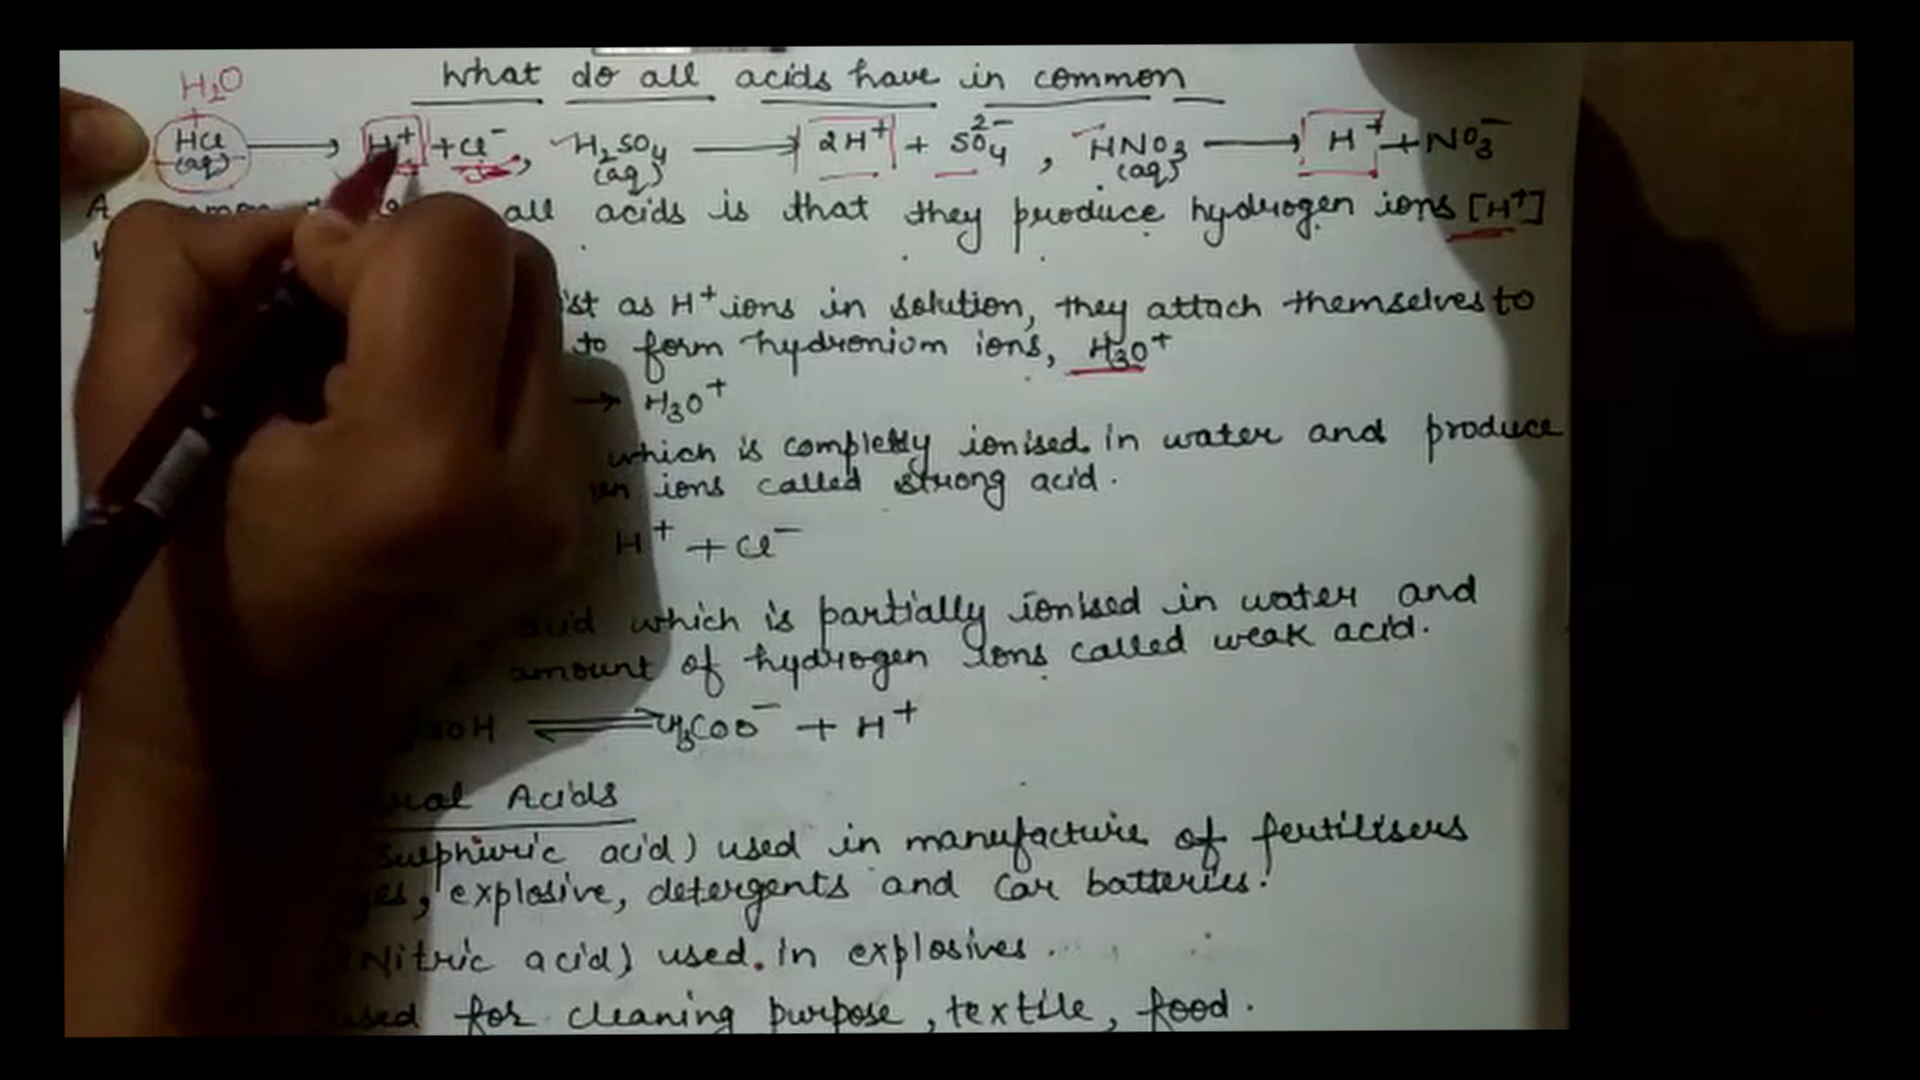 What do all acids have in common
H₂O
HCl (aq) ⟶ H⁺ + Cl⁻, H₂SO₄ (aq) ⟶ 2H⁺ + SO₄²⁻, HNO₃ (aq) ⟶ H⁺ + NO₃⁻
A all acids is that they produce hydrogen ions [H⁺]
as H⁺ ions in solution, they attach themselves to
to form hydronium ions, H₃O⁺
⟶ H₃O⁺
which is completly ionised in water and produce
ions called strong acid.
H⁺ + Cl⁻
which is partially ionised in water and
amount of hydrogen ions called weak acid.
OOH ⇌ CH₃COO⁻ + H⁺
Acids
Sulphuric acid) used in manufacture of fertilisers
, explosive, detergents and car batteries.
(Nitric acid) used in explosives.
used for cleaning purpose, textile, food.